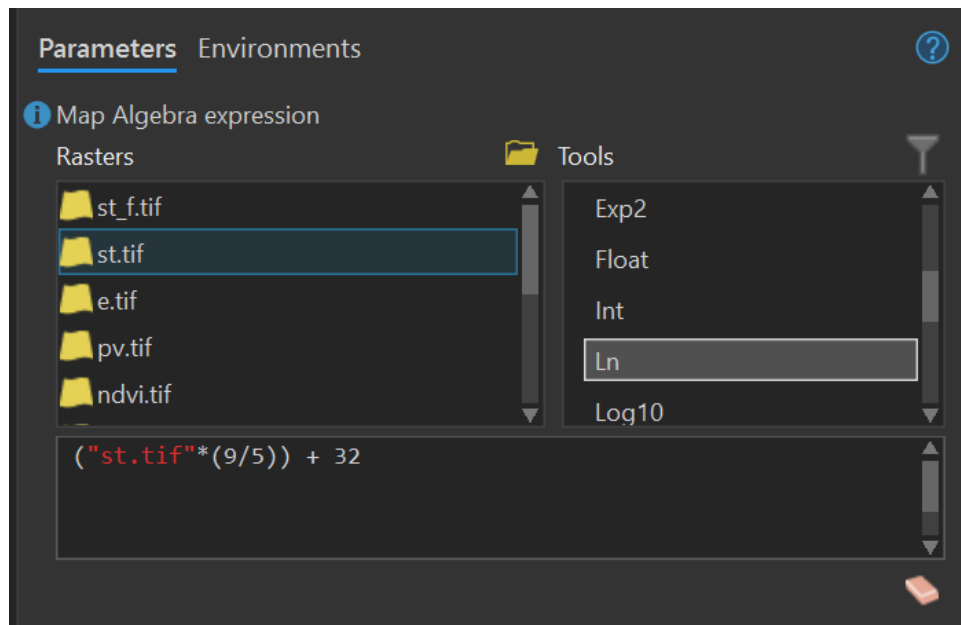 Parameters Environments
Map Algebra expression
Rasters
Tools
st_f.tif
st.tif
e.tif
pv.tif
ndvi.tif
Exp2
Float
Int
Ln
Log10
("st.tif"*(9/5)) + 32